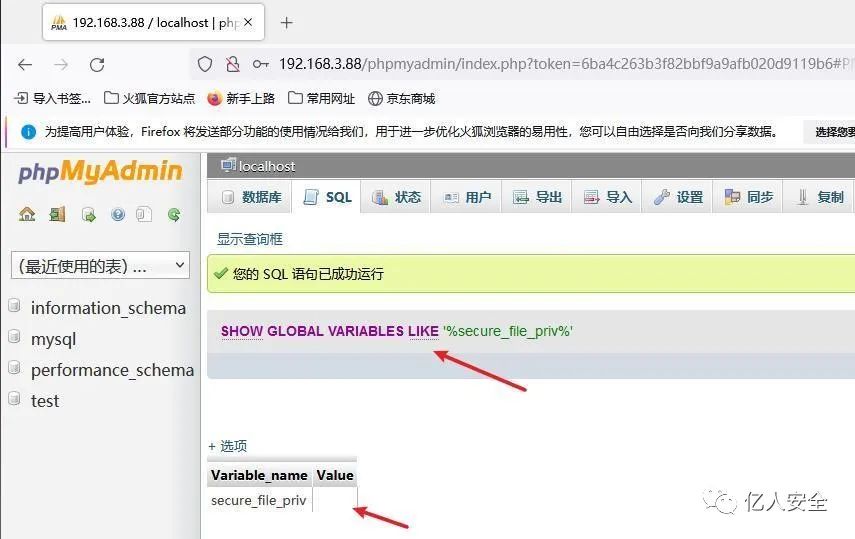 PMA 192.168.3.88 / localhost | php × +
192.168.3.88/phpmyadmin/index.php?token=6ba4c263b3f82bbf9a9afb020d9119b6#P
导入书签... 火狐官方站点 新手上路 常用网址 京东商城
为提高用户体验，Firefox 将发送部分功能的使用情况给我们，用于进一步优化火狐浏览器的易用性，您可以自由选择是否向我们分享数据。 选择您要
phpMyAdmin
localhost
数据库 SQL 状态 用户 导出 导入 设置 同步 复制
显示查询框
(最近使用的表) ...
您的 SQL 语句已成功运行
information_schema
mysql
performance_schema
test
SHOW GLOBAL VARIABLES LIKE '%secure_file_priv%'
+ 选项
Variable_name Value
secure_file_priv
亿人安全